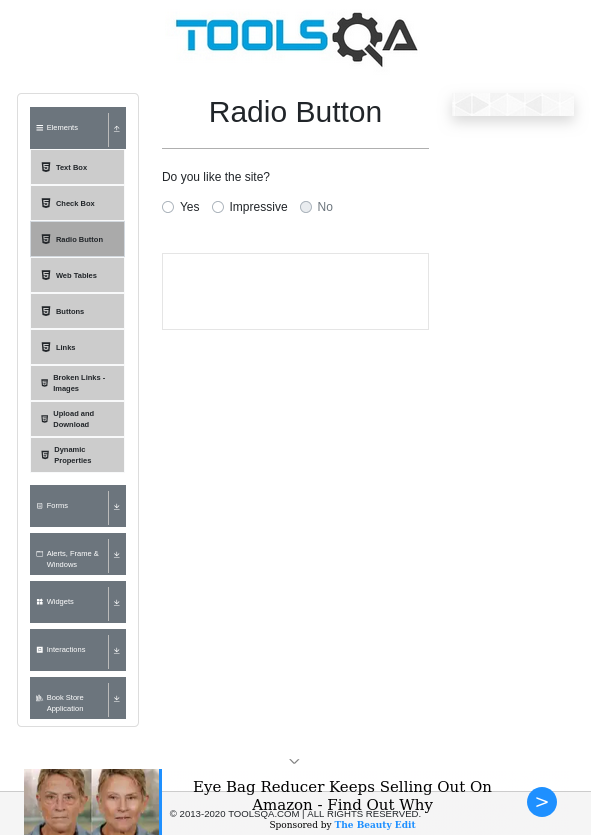 TOOLSQA
Elements
Text Box
Check Box
Radio Button
Web Tables
Buttons
Links
Broken Links -
Images
Upload and
Download
Dynamic
Properties
Forms
Alerts, Frame &
Windows
Widgets
Interactions
Book Store
Application
Radio Button
Do you like the site?
Yes
Impressive
No
Eye Bag Reducer Keeps Selling Out On
Amazon - Find Out Why
© 2013-2020 TOOLSQA.COM | ALL RIGHTS RESERVED.
Sponsored by The Beauty Edit